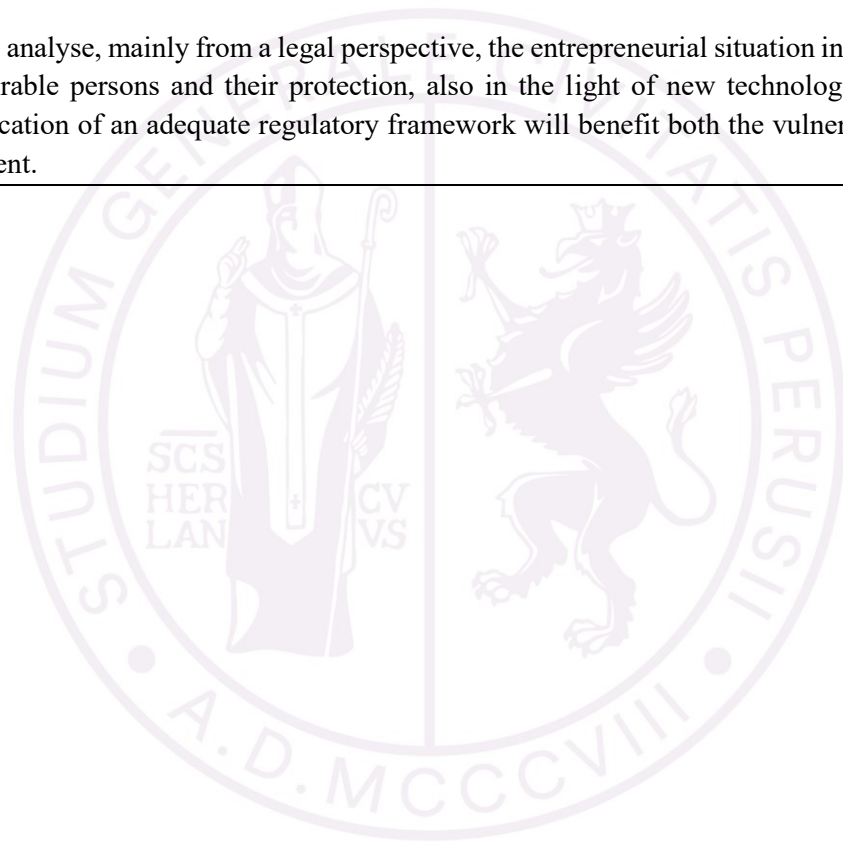 analyse, mainly from a legal perspective, the entrepreneurial situation in
rable persons and their protection, also in the light of new technolog
cation of an adequate regulatory framework will benefit both the vulner
ent.
STUDIUM GENERALE CIVITATIS PERUSII
SCS
HER
LAN
CV
VS
A.D.MCCCVIII